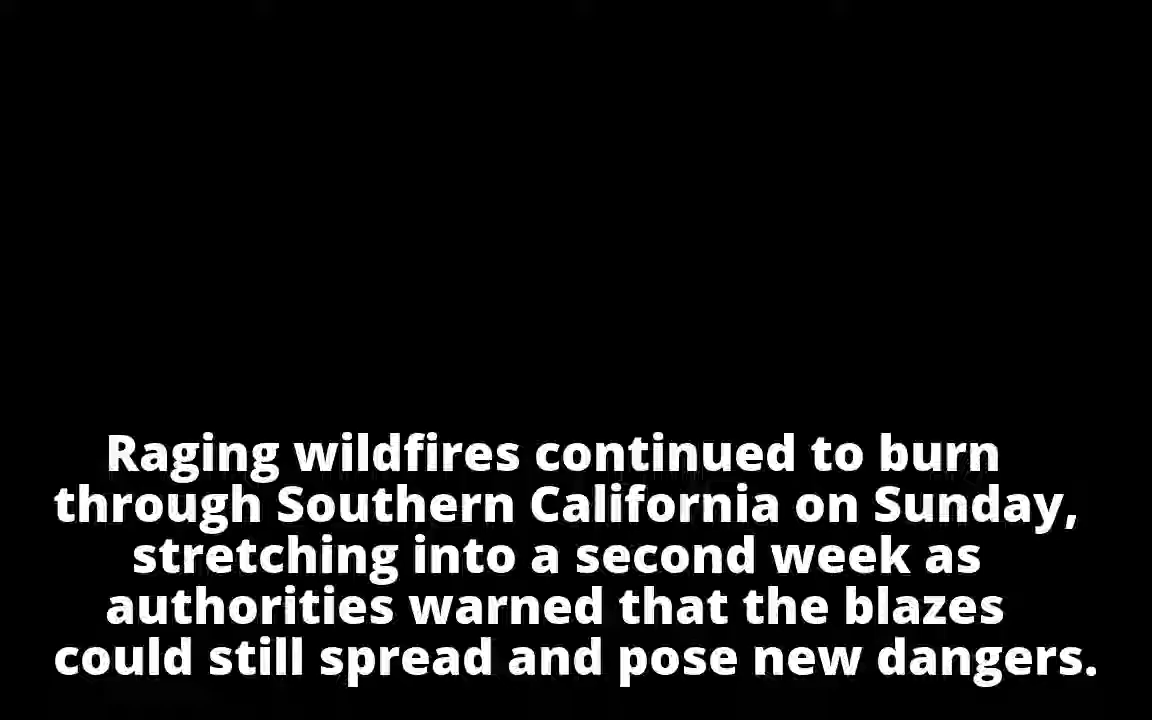 Raging wildfires continued to burn
through Southern California on Sunday,
stretching into a second week as
authorities warned that the blazes
could still spread and pose new dangers.